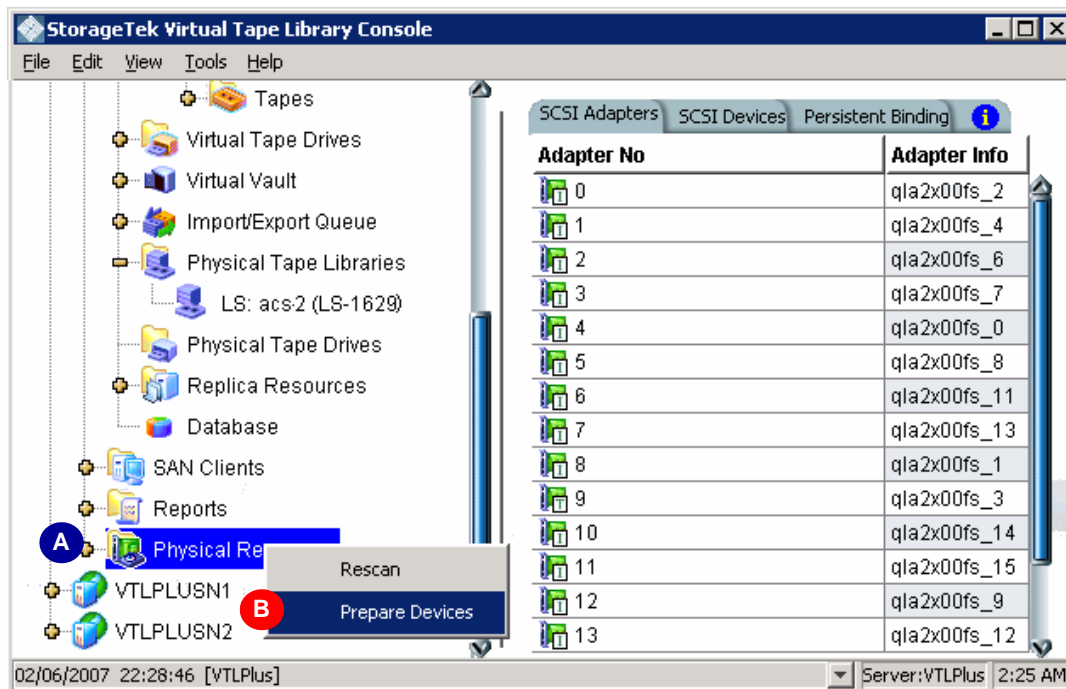 StorageTek Virtual Tape Library Console
File Edit View Tools Help
Tapes
Virtual Tape Drives
Virtual Vault
Import/Export Queue
Physical Tape Libraries
LS: acs-2 (LS-1629)
Physical Tape Drives
Replica Resources
Database
SAN Clients
Reports
A
Physical Re
VTLPLUSN1
VTLPLUSN2
Rescan
B
Prepare Devices
SCSI Adapters SCSI Devices Persistent Binding i
Adapter No Adapter Info
0 qla2x00fs_2
1 qla2x00fs_4
2 qla2x00fs_6
3 qla2x00fs_7
4 qla2x00fs_0
5 qla2x00fs_8
6 qla2x00fs_11
7 qla2x00fs_13
8 qla2x00fs_1
9 qla2x00fs_3
10 qla2x00fs_14
11 qla2x00fs_15
12 qla2x00fs_9
13 qla2x00fs_12
02/06/2007 22:28:46 [VTLPlus] Server:VTLPlus 2:25 AM